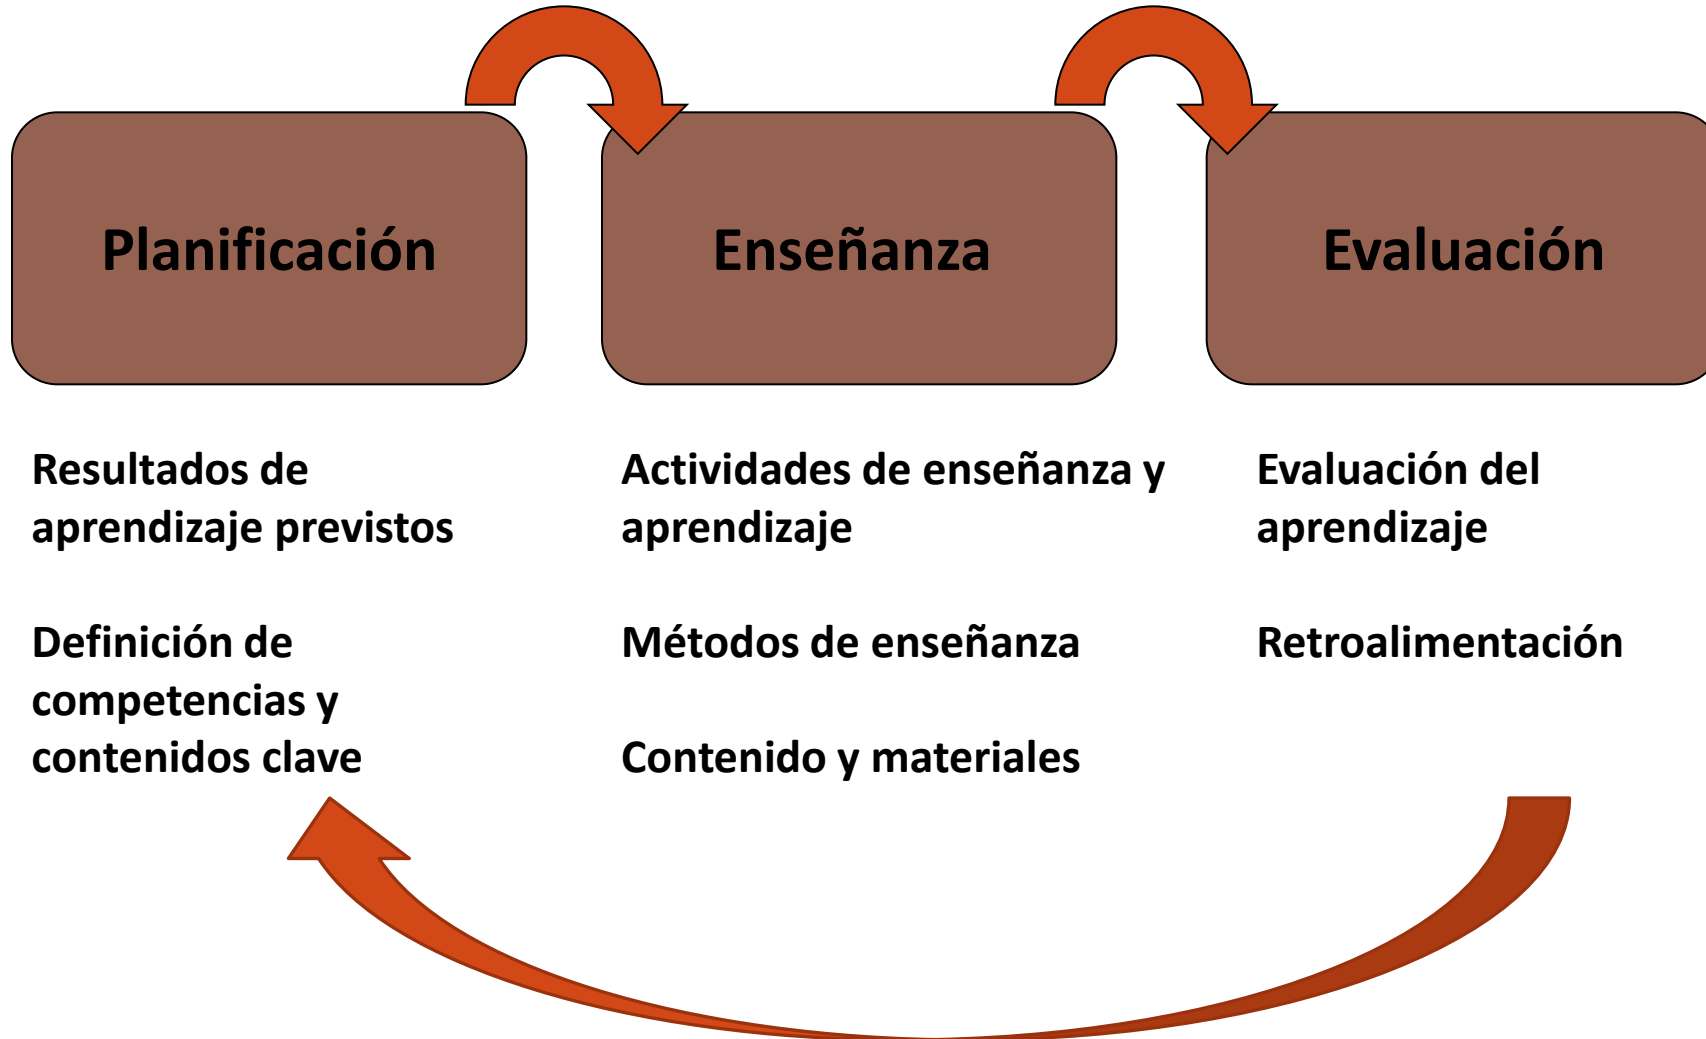 Planificación
Enseñanza
Evaluación
Resultados de
aprendizaje previstos
Definición de
competencias y
contenidos clave
Actividades de enseñanza y
aprendizaje
Métodos de enseñanza
Contenido y materiales
Evaluación del
aprendizaje
Retroalimentación